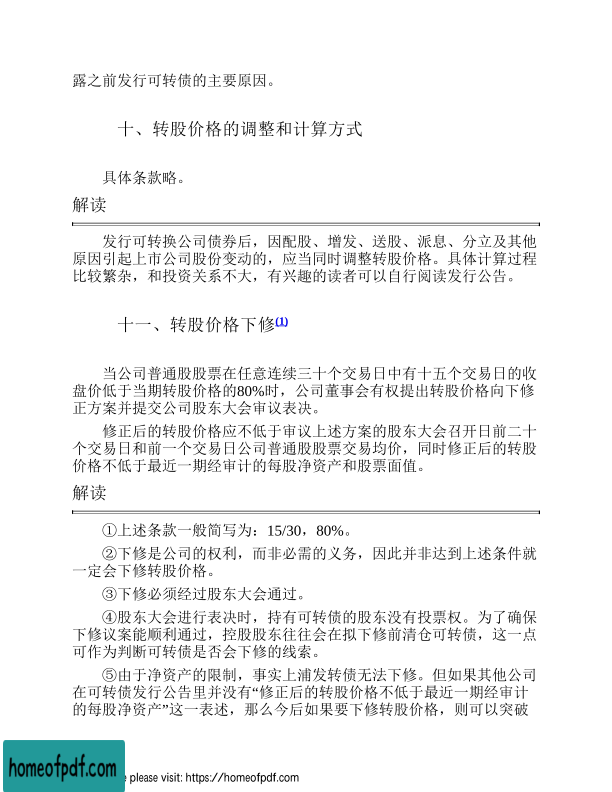 露之前发行可转债的主要原因。
十、转股价格的调整和计算方式
具体条款略。
解读
发行可转换公司债券后，因配股、增发、送股、派息、分立及其他
原因引起上市公司股份变动的，应当同时调整转股价格。具体计算过程
比较繁杂，和投资关系不大，有兴趣的读者可以自行阅读发行公告。
十一、转股价格下修(1)
当公司普通股股票在任意连续三十个交易日中有十五个交易日的收
盘价低于当期转股价格的80%时，公司董事会有权提出转股价格向下修
正方案并提交公司股东大会审议表决。
修正后的转股价格应不低于审议上述方案的股东大会召开日前二十
个交易日和前一个交易日公司普通股股票交易均价，同时修正后的转股
价格不低于最近一期经审计的每股净资产和股票面值。
解读
①上述条款一般简写为：15/30，80%。
②下修是公司的权利，而非必需的义务，因此并非达到上述条件就
一定会下修转股价格。
③下修必须经过股东大会通过。
④股东大会进行表决时，持有可转债的股东没有投票权。为了确保
下修议案能顺利通过，控股股东往往会在拟下修前清仓可转债，这一点
可作为判断可转债是否会下修的线索。
⑤由于净资产的限制，事实上浦发转债无法下修。但如果其他公司
在可转债发行公告里并没有“修正后的转股价格不低于最近一期经审计
的每股净资产”这一表述，那么今后如果要下修转股价格，则可以突破
homeofpdf.com
e please visit: https://homeofpdf.com